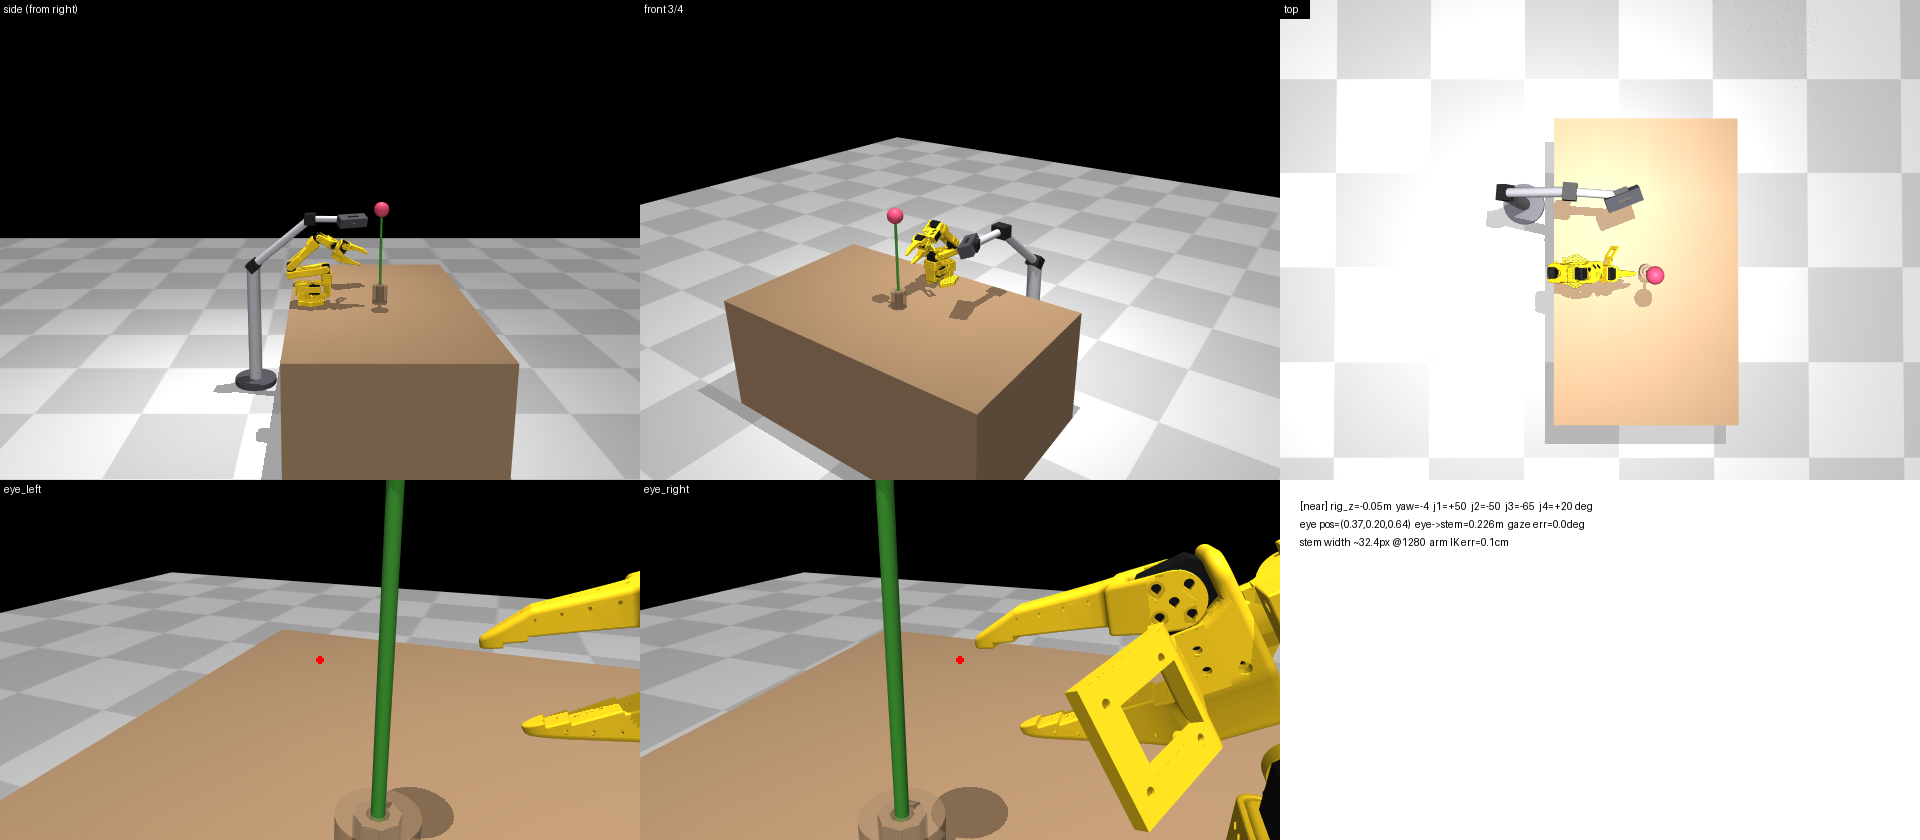 side (from right)
front 3/4
top
eye_left
eye_right
[near] rig_z=-0.05m yaw=-4 j1=+50 j2=-50 j3=-65 j4=+20 deg
eye pos=(0.37,0.20,0.64) eye->stem=0.226m gaze err=0.0deg
stem width ~32.4px @1280 arm IK err=0.1cm